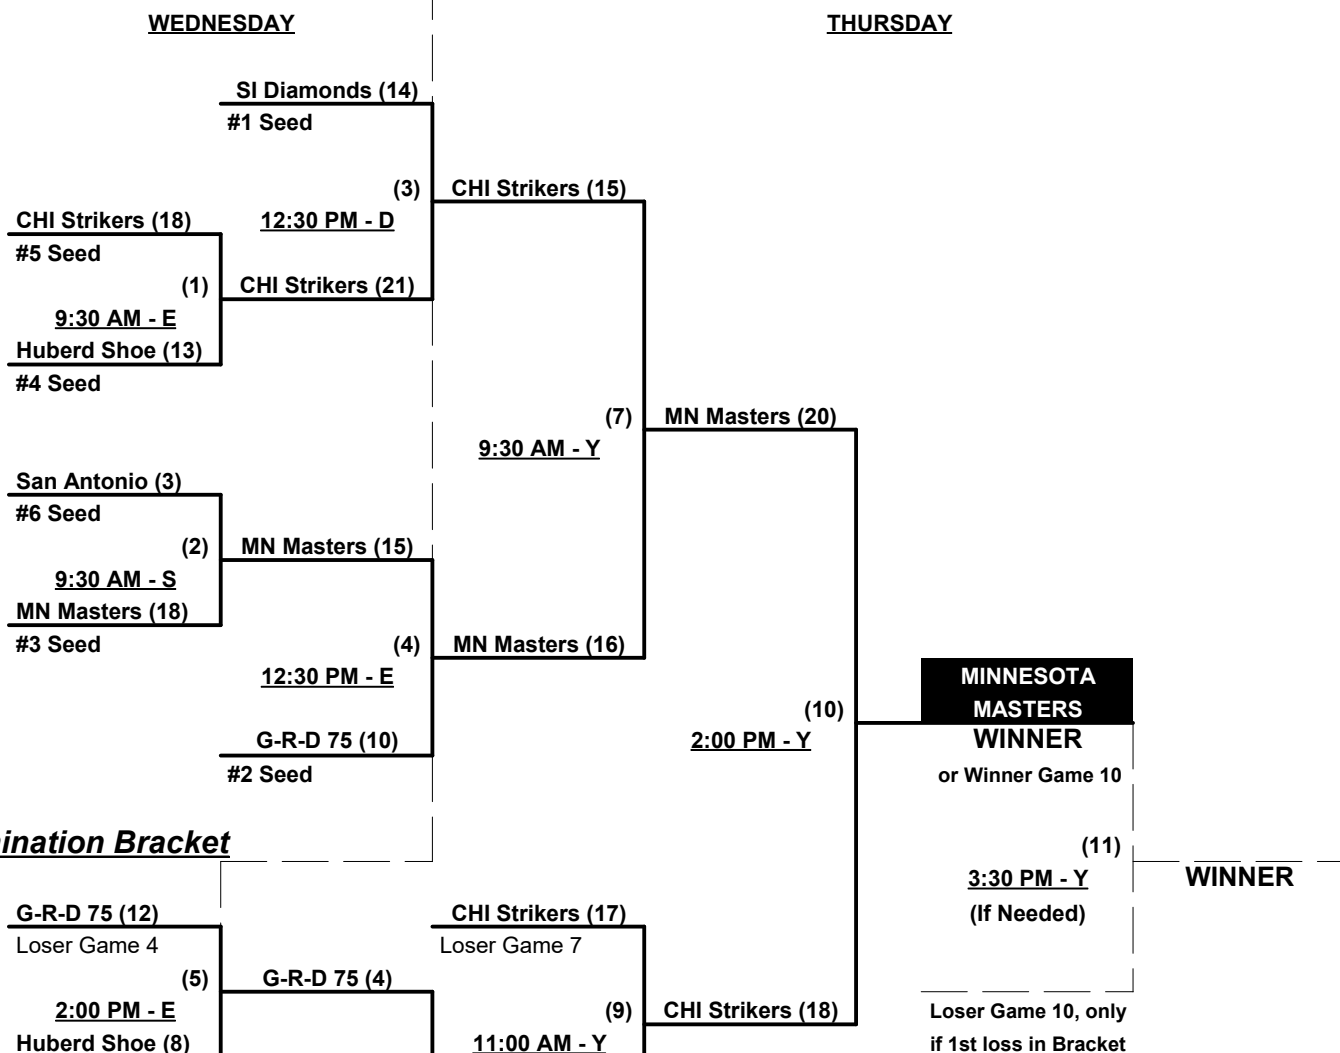 WEDNESDAY
THURSDAY
SI Diamonds (14)
#1 Seed
(3)
CHI Strikers (15)
CHI Strikers (18)
12:30 PM - D
#5 Seed
(1)
CHI Strikers (21)
9:30 AM - E
Huberd Shoe (13)
#4 Seed
(7)
MN Masters (20)
9:30 AM - Y
San Antonio (3)
#6 Seed
(2)
MN Masters (15)
9:30 AM - S
MN Masters (18)
#3 Seed
(4)
MN Masters (16)
12:30 PM - E
MINNESOTA
MASTERS
(10)
G-R-D 75 (10)
2:00 PM - Y
WINNER
#2 Seed
or Winner Game 10
ination Bracket
(11)
3:30 PM - Y
WINNER
(If Needed)
G-R-D 75 (12)
CHI Strikers (17)
Loser Game 4
Loser Game 7
(5)
G-R-D 75 (4)
2:00 PM - E
(9)
CHI Strikers (18)
Loser Game 10, only
Huberd Shoe (8)
11:00 AM - Y
if 1st loss in Bracket